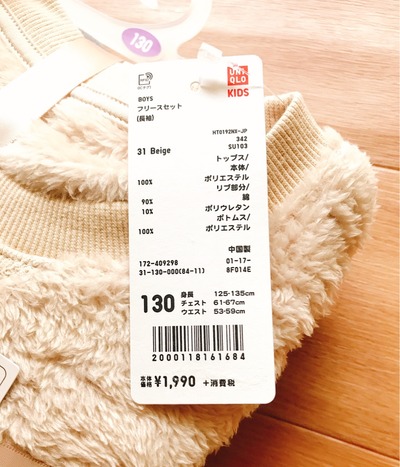 130
UNI
QLO
KIDS
BOYS
フリースセット
(長袖)
HT0192NX-JP
342
31 Beige
SU103
トップス/
本体/
100% ポリエステル
リブ部分/
90% 綿
10% ポリウレタン
ボトムス/
100% ポリエステル
中国製
172-409298 01-17-
31-130-000(84-11) 8F014E
130
身長 125-135cm
チェスト 61-67cm
ウエスト 53-59cm
2000118161684
本体価格 ¥1,990 +消費税